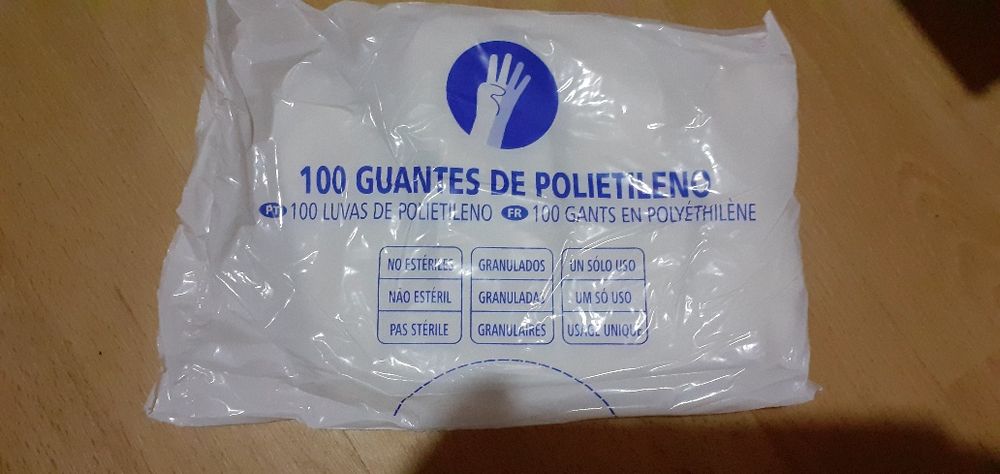 100 GUANTES DE POLIETILENO
PT 100 LUVAS DE POLIETILENO FR 100 GANTS EN POLYÉTHILÈNE
NO ESTÉRILES GRANULADOS UN SÓLO USO
NÃO ESTÉRIL GRANULADAS UM SÓ USO
PAS STÉRILE GRANULAIRES USAGE UNIQUE